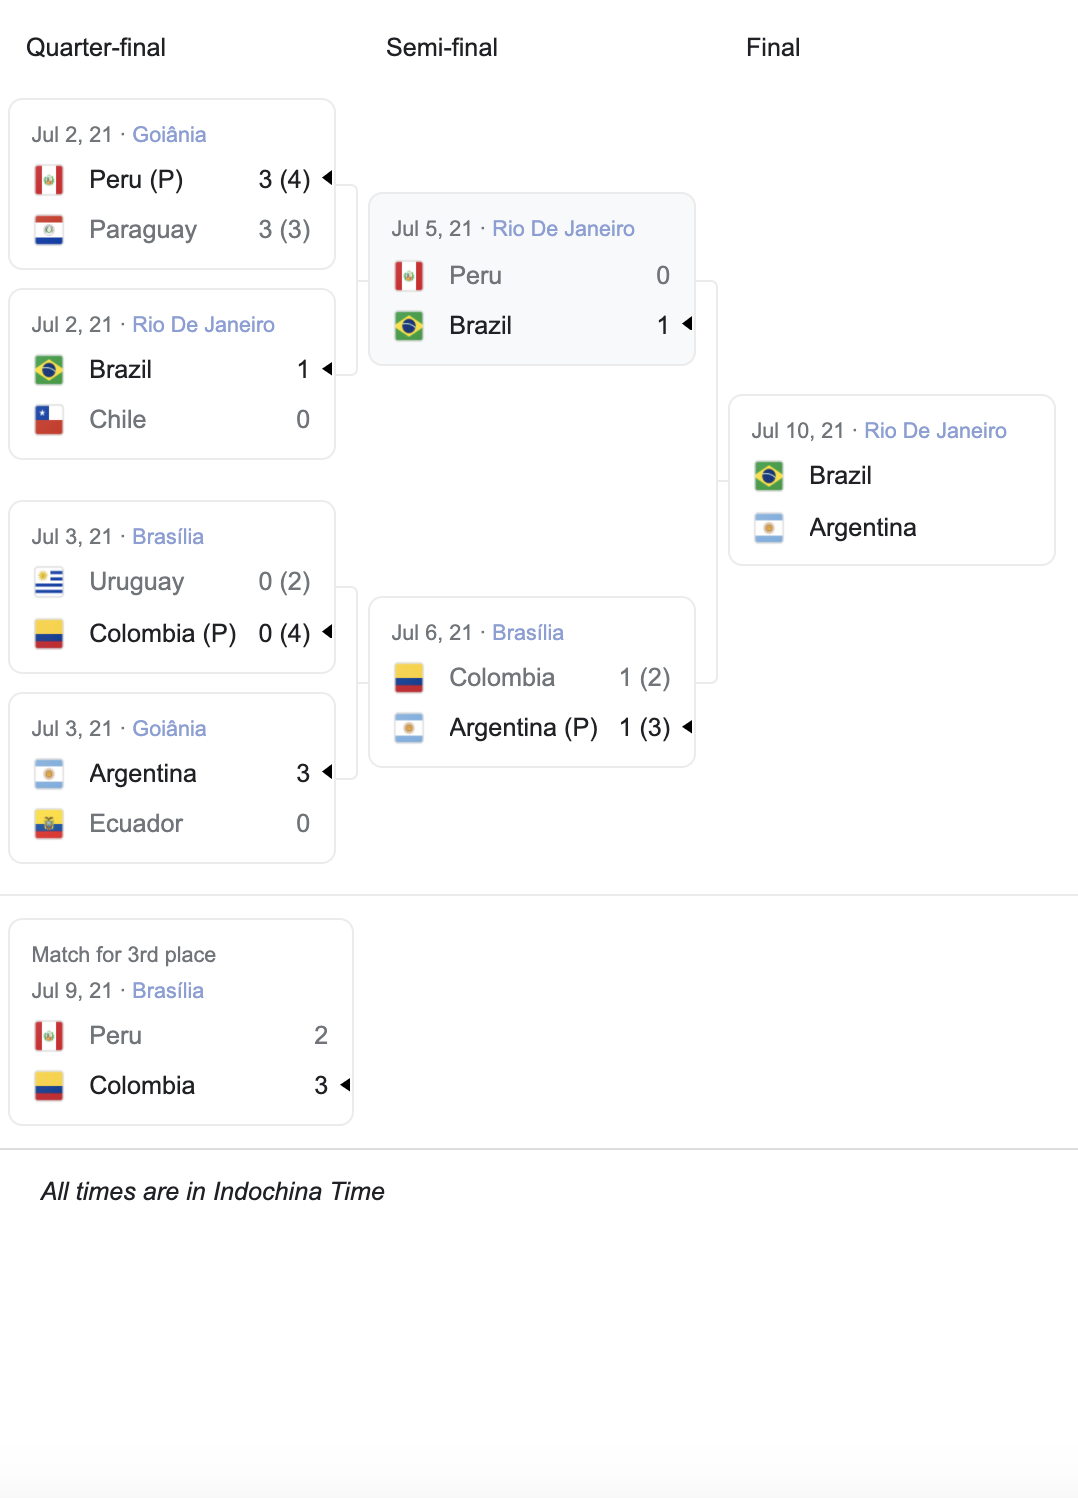 Quarter-final
Semi-final
Final
Jul 2, 21 · Goiânia
Peru (P) 3 (4)
Paraguay 3 (3)
Jul 2, 21 · Rio De Janeiro
Brazil 1
Chile 0
Jul 3, 21 · Brasília
Uruguay 0 (2)
Colombia (P) 0 (4)
Jul 3, 21 · Goiânia
Argentina 3
Ecuador 0
Jul 5, 21 · Rio De Janeiro
Peru 0
Brazil 1
Jul 6, 21 · Brasília
Colombia 1 (2)
Argentina (P) 1 (3)
Jul 10, 21 · Rio De Janeiro
Brazil
Argentina
Match for 3rd place
Jul 9, 21 · Brasília
Peru 2
Colombia 3
All times are in Indochina Time